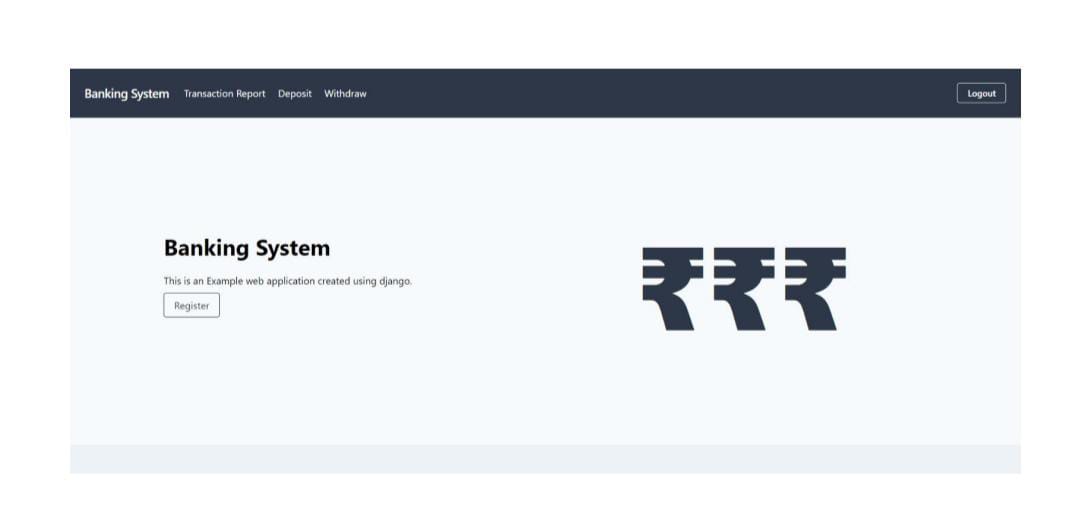 Banking System Transaction Report Deposit Withdraw Logout
Banking System
This is an Example web application created using django.
Register
₹₹₹